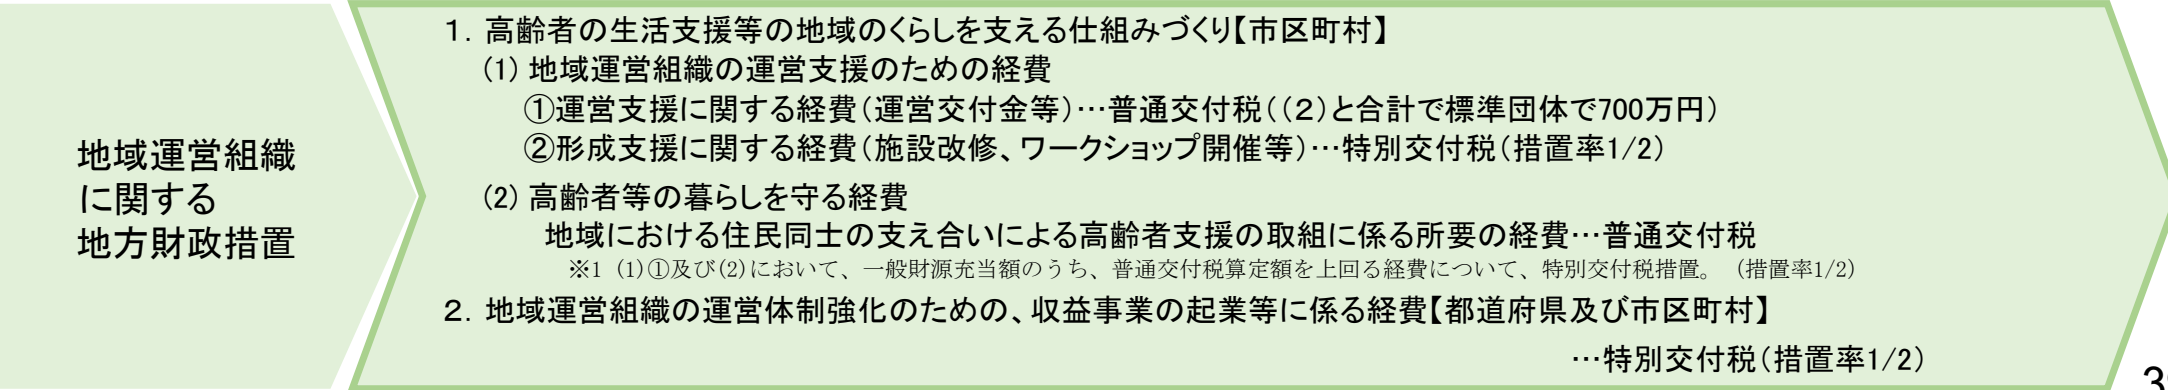 地域運営組織
に関する
地方財政措置
１．高齢者の生活支援等の地域のくらしを支える仕組みづくり【市区町村】
(1) 地域運営組織の運営支援のための経費
①運営支援に関する経費（運営交付金等）…普通交付税（（２）と合計で標準団体で700万円）
②形成支援に関する経費（施設改修、ワークショップ開催等）…特別交付税（措置率1/2）
(2) 高齢者等の暮らしを守る経費
地域における住民同士の支え合いによる高齢者支援の取組に係る所要の経費…普通交付税
※1 (1)①及び(2)において、一般財源充当額のうち、普通交付税算定額を上回る経費について、特別交付税措置。（措置率1/2）
２．地域運営組織の運営体制強化のための、収益事業の起業等に係る経費【都道府県及び市区町村】
…特別交付税（措置率1/2）